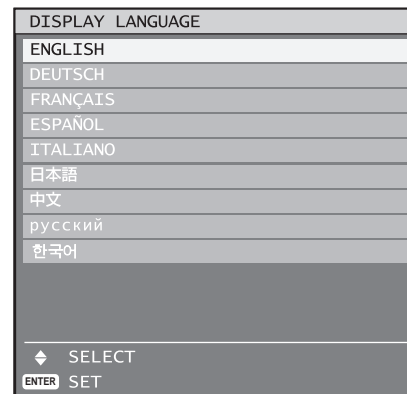 DISPLAY LANGUAGE
ENGLISH
DEUTSCH
FRANÇAIS
ESPAÑOL
ITALIANO
日本語
中文
русский
한국어
SELECT
ENTER SET